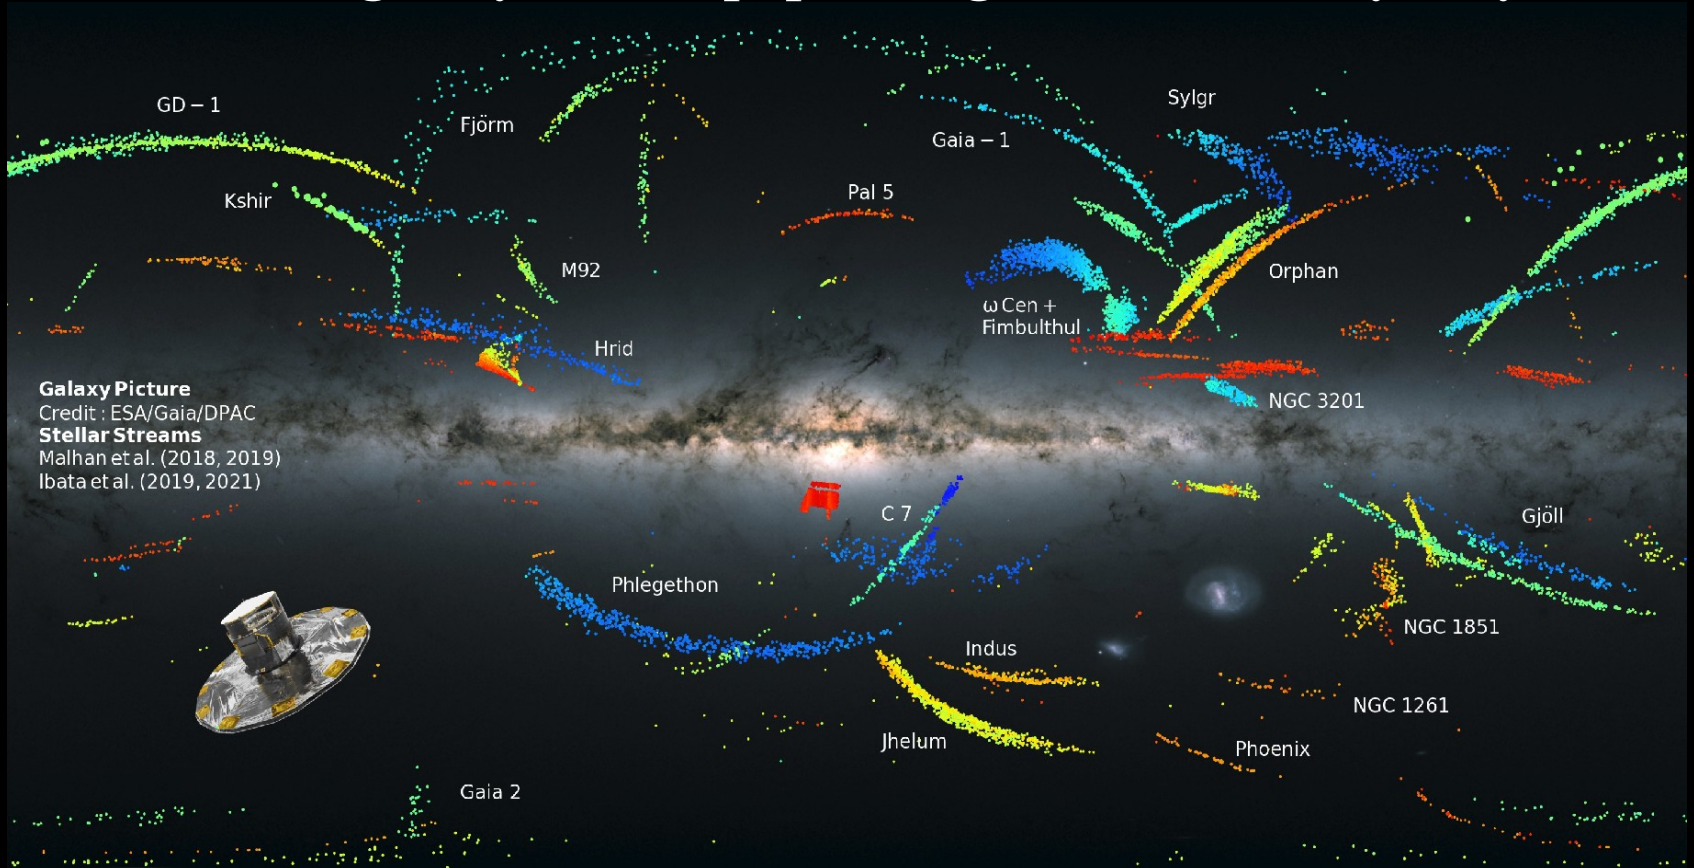 GD – 1
Fjörm
Sylgr
Gaia – 1
Kshir
Pal 5
M92
Orphan
ω Cen +
Fimbulthul
Hrid
Galaxy Picture
Credit : ESA/Gaia/DPAC
Stellar Streams
Malhan et al. (2018, 2019)
Ibata et al. (2019, 2021)
NGC 3201
C 7
Gjöll
Phlegethon
NGC 1851
Indus
NGC 1261
Jhelum
Phoenix
Gaia 2